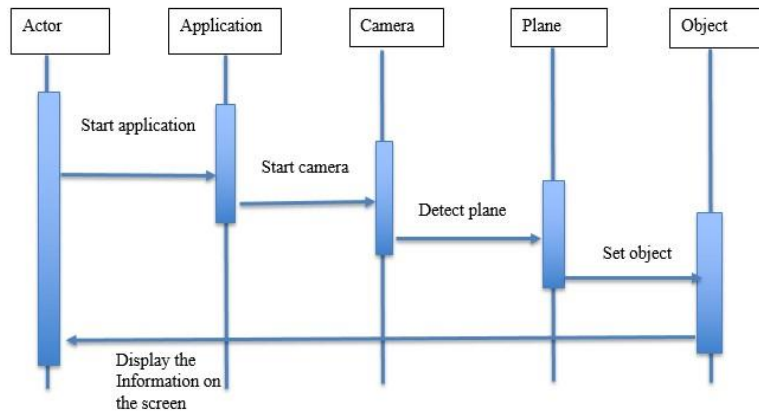 Actor
Application
Camera
Plane
Object
Start application
Start camera
Detect plane
Set object
Display the
Information on
the screen